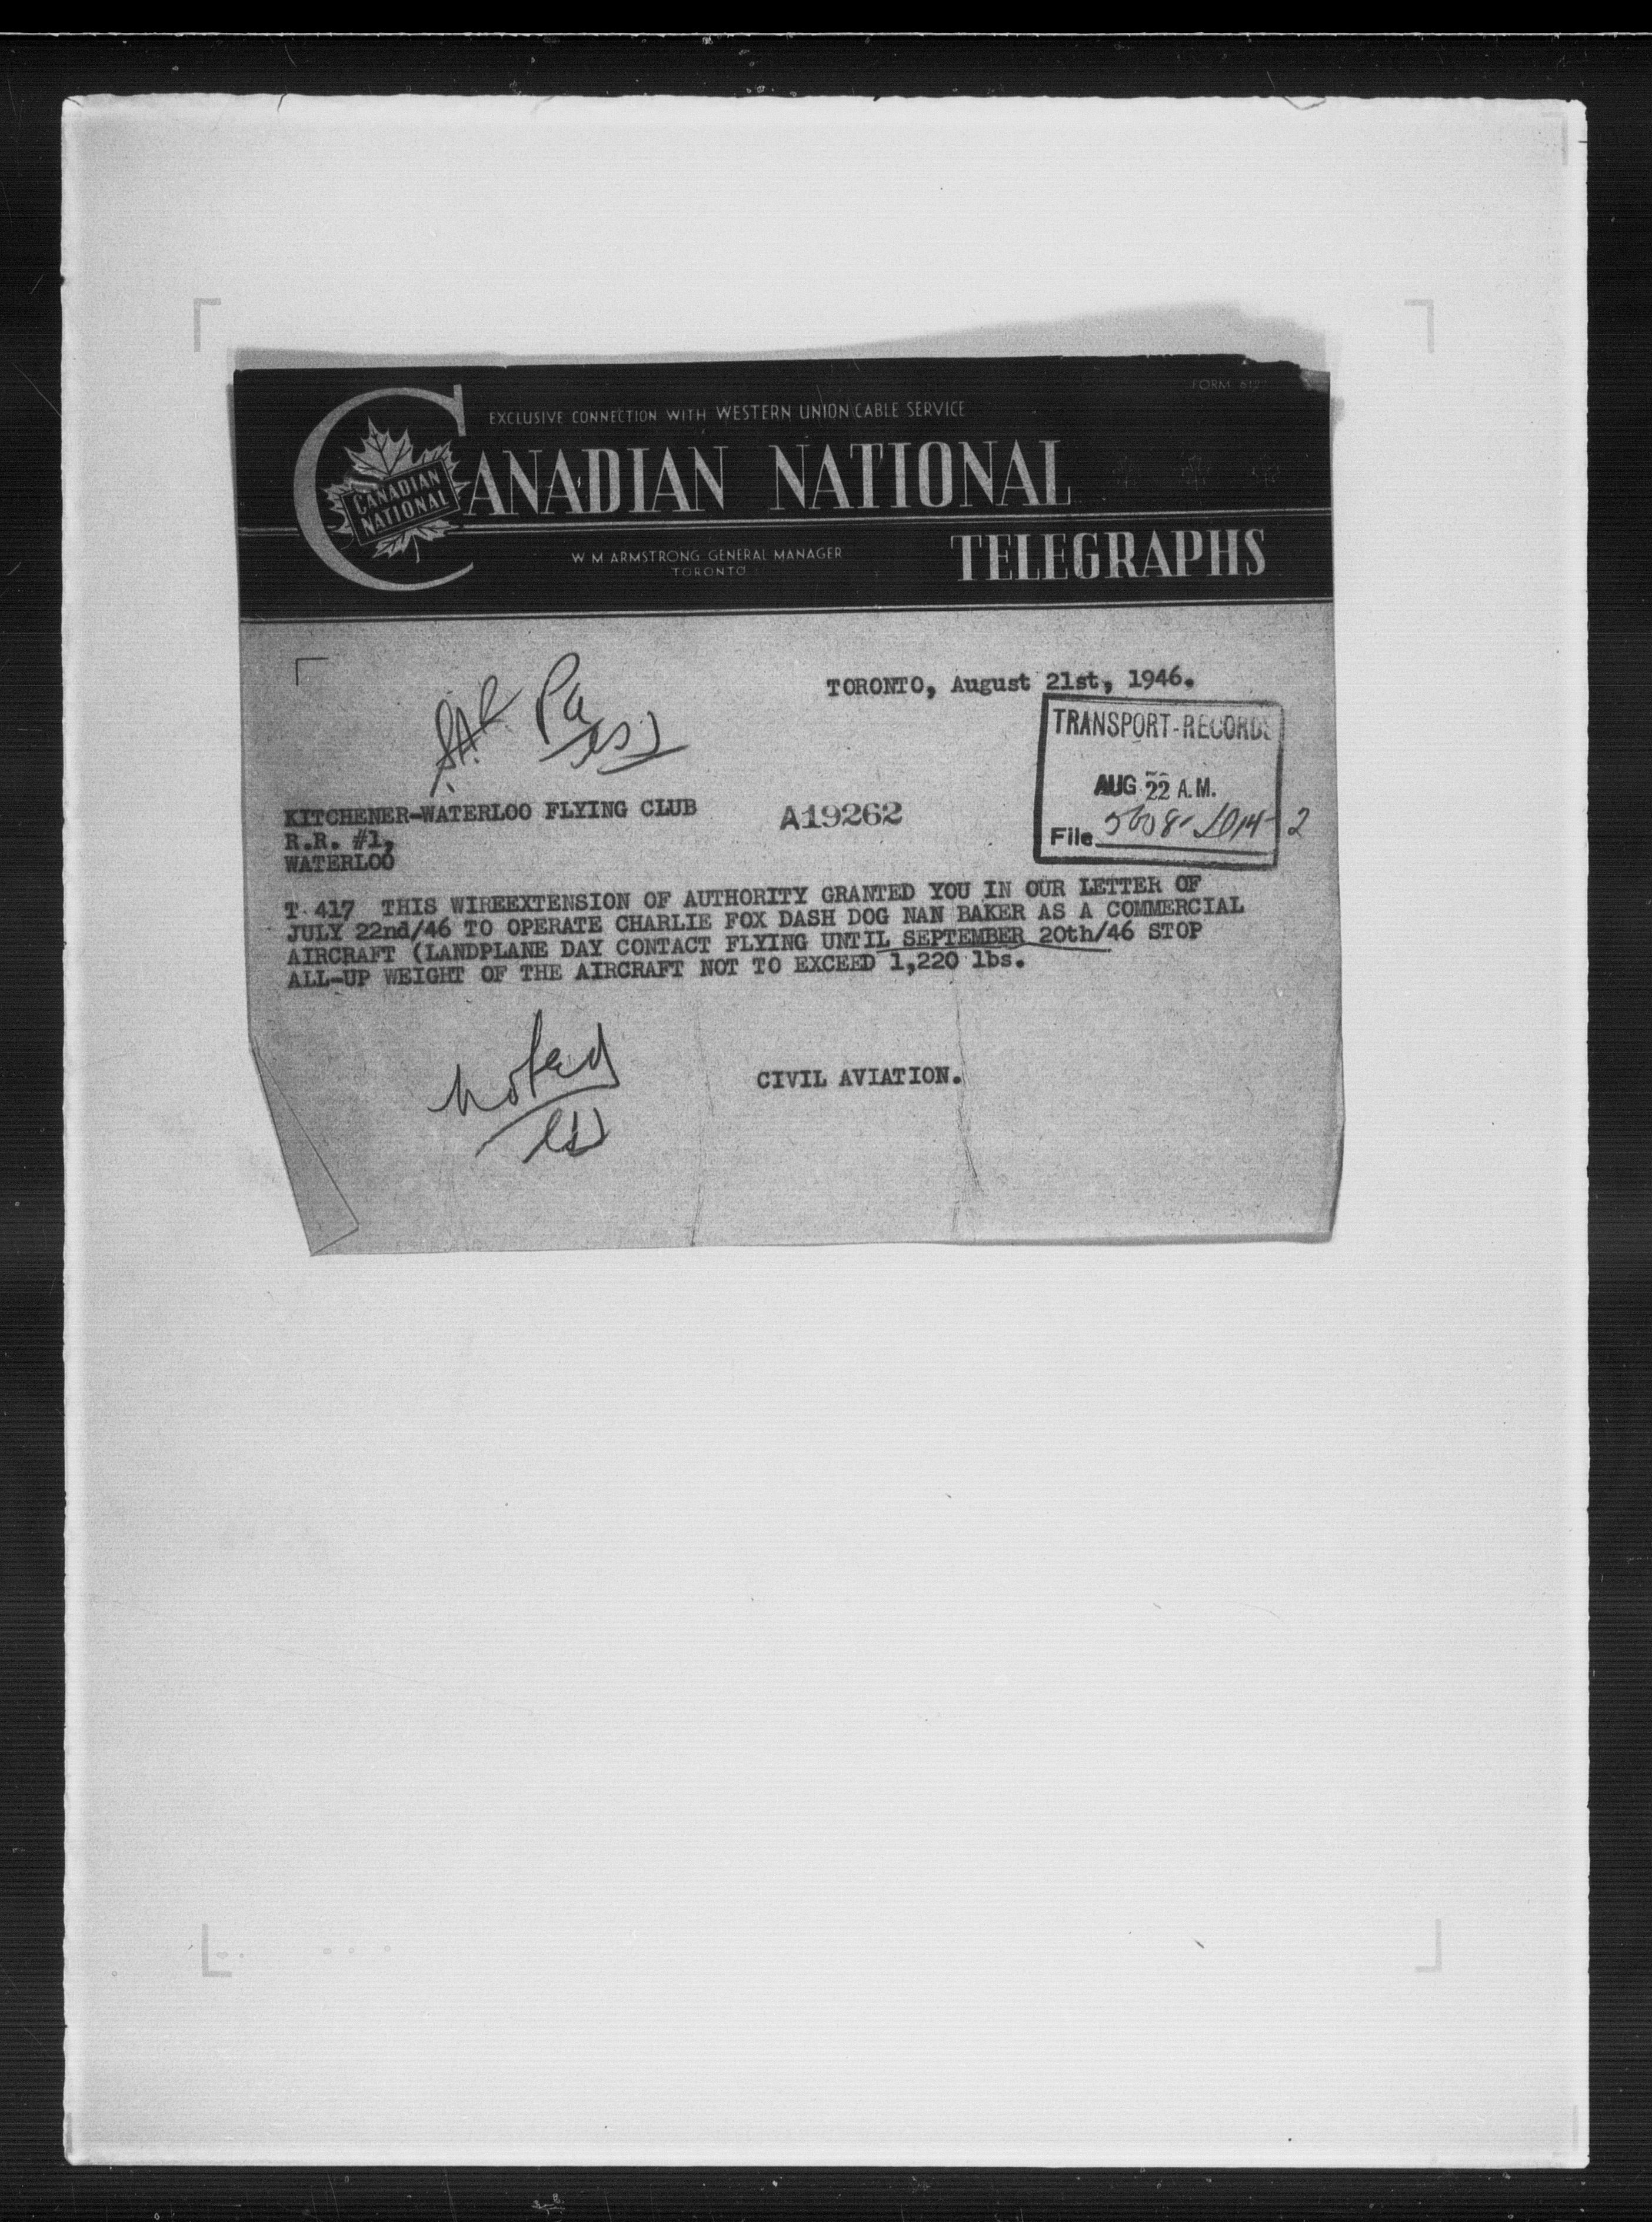 FORM 6122
EXCLUSIVE CONNECTION WITH WESTERN UNION CABLE SERVICE
CANADIAN NATIONAL
CANADIAN
NATIONAL
TELEGRAPHS
W M ARMSTRONG GENERAL MANAGER
TORONTO
TORONTO, August 21st, 1946.
TRANSPORT-RECORDS
AUG 22 A.M.
File
KITCHENER-WATERLOO FLYING CLUB
A19262
R.R. #1,
WATERLOO
T 417 THIS WIREEXTENSION OF AUTHORITY GRANTED YOU IN OUR LETTER OF
JULY 22nd/46 TO OPERATE CHARLIE FOX DASH DOG NAN BAKER AS A COMMERCIAL
AIRCRAFT (LANDPLANE DAY CONTACT FLYING UNTIL SEPTEMBER 20th/46 STOP
ALL-UP WEIGHT OF THE AIRCRAFT NOT TO EXCEED 1,220 lbs.
noted
CIVIL AVIATION.